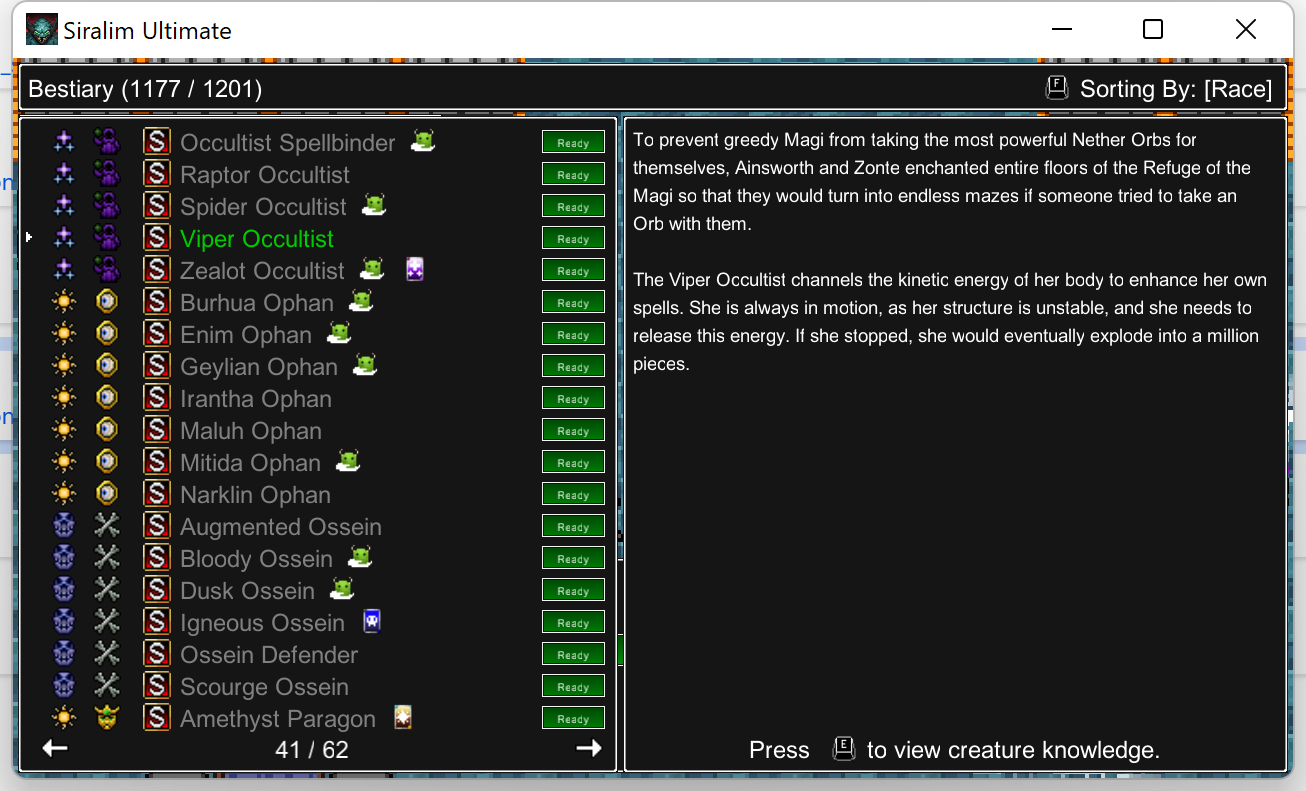 Siralim Ultimate
Bestiary (1177 / 1201)
F Sorting By: [Race]
S Occultist Spellbinder Ready
S Raptor Occultist Ready
S Spider Occultist Ready
S Viper Occultist Ready
S Zealot Occultist Ready
S Burhua Ophan Ready
S Enim Ophan Ready
S Geylian Ophan Ready
S Irantha Ophan Ready
S Maluh Ophan Ready
S Mitida Ophan Ready
S Narklin Ophan Ready
S Augmented Ossein Ready
S Bloody Ossein Ready
S Dusk Ossein Ready
S Igneous Ossein Ready
S Ossein Defender Ready
S Scourge Ossein Ready
S Amethyst Paragon Ready
41 / 62
To prevent greedy Magi from taking the most powerful Nether Orbs for
themselves, Ainsworth and Zonte enchanted entire floors of the Refuge of the
Magi so that they would turn into endless mazes if someone tried to take an
Orb with them.
The Viper Occultist channels the kinetic energy of her body to enhance her own
spells. She is always in motion, as her structure is unstable, and she needs to
release this energy. If she stopped, she would eventually explode into a million
pieces.
Press E to view creature knowledge.